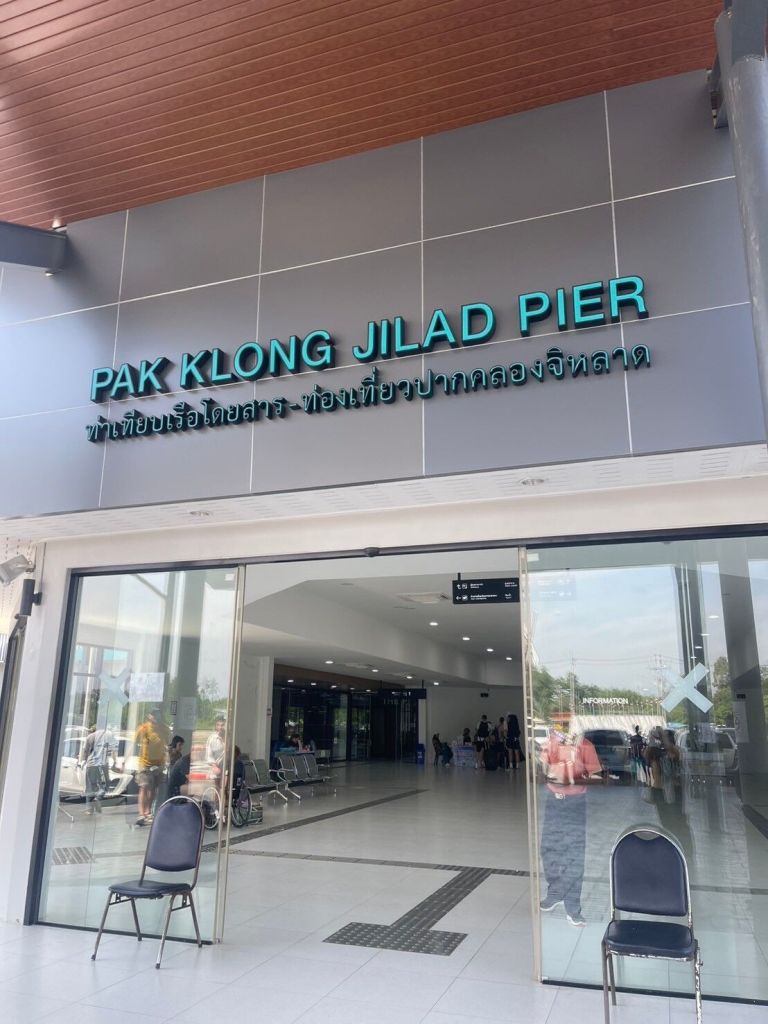 PAK KLONG JILAD PIER
ท่าเทียบเรือโดยสาร-ท่องเที่ยวปากคลองจิหลาด
INFORMATION